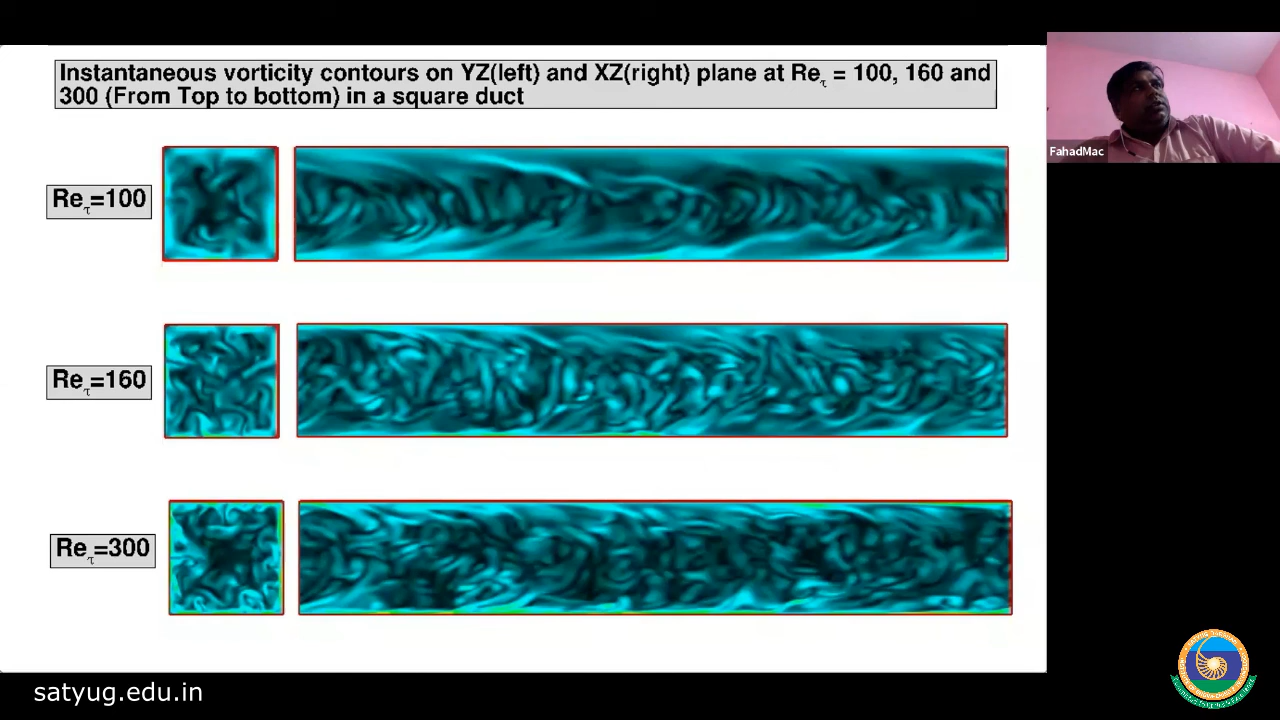 Instantaneous vorticity contours on YZ(left) and XZ(right) plane at Reτ = 100, 160 and
300 (From Top to bottom) in a square duct
FahadMac
Reτ=100
Reτ=160
Reτ=300
satyug.edu.in